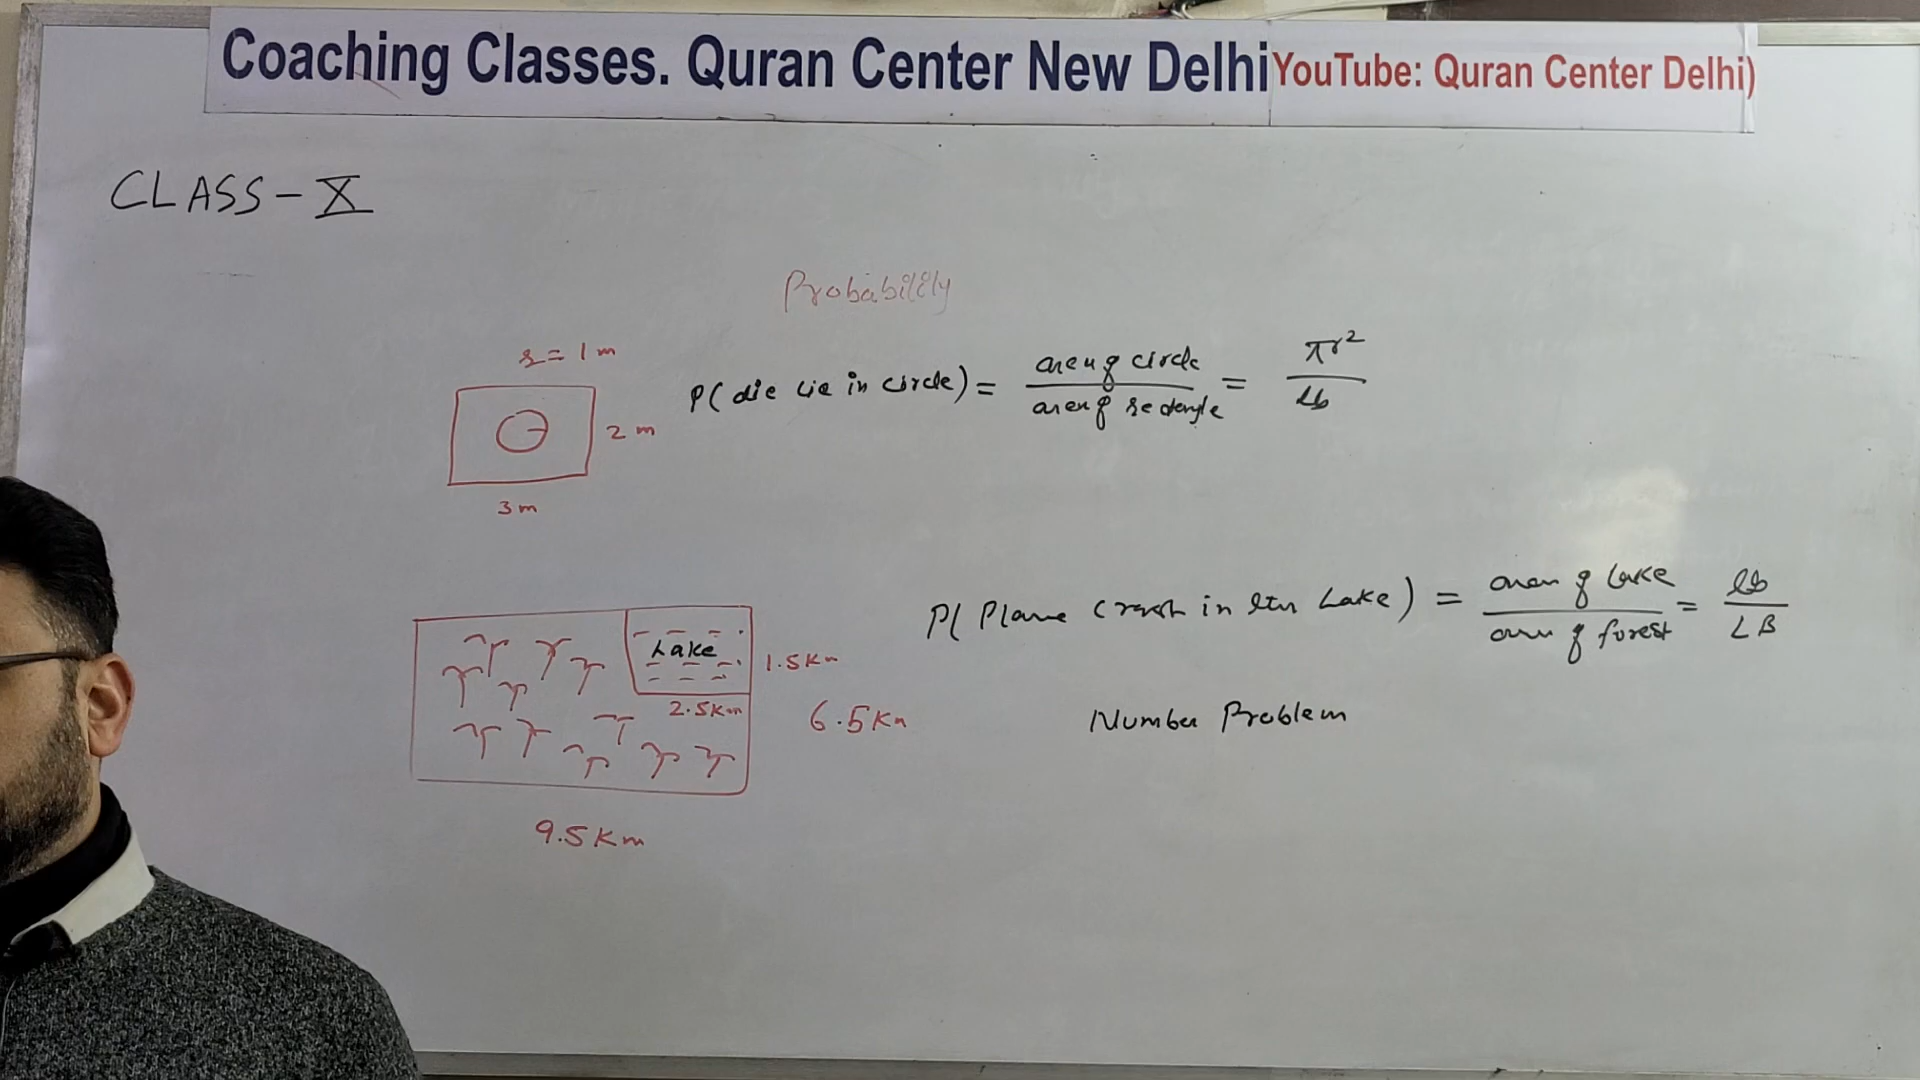 Coaching Classes. Quran Center New Delhi YouTube: Quran Center Delhi)
CLASS-X
Probability
r = 1 m
2 m
3 m
P( die lie in circle) = area of circle / area of rectangle = πr² / lb
Lake
1.5 Km
2.5 Km
6.5 Km
9.5 Km
P( Plane Crash in Lake ) = area of Lake / area of forest = lb / LB
Number Problem